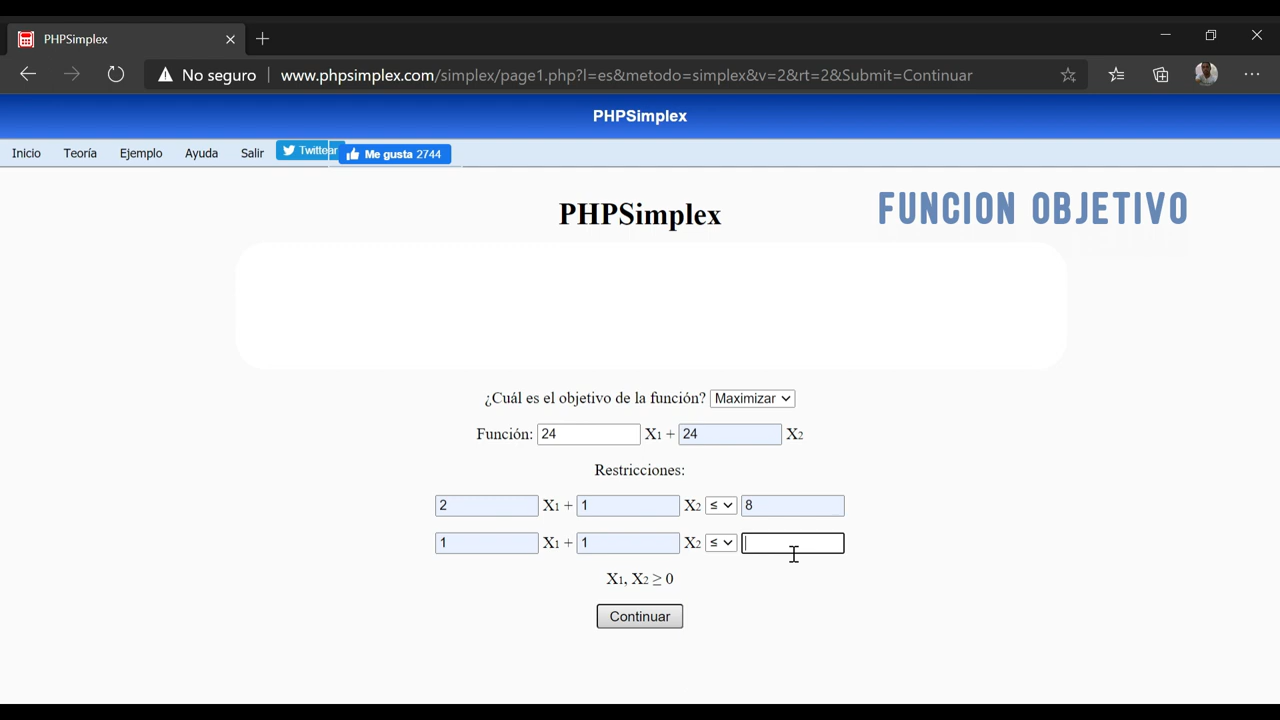 PHPSimplex
No seguro www.phpsimplex.com/simplex/page1.php?l=es&metodo=simplex&v=2&rt=2&Submit=Continuar
PHPSimplex
Inicio Teoría Ejemplo Ayuda Salir Twittear Me gusta 2744
PHPSimplex
FUNCION OBJETIVO
¿Cuál es el objetivo de la función? Maximizar
Función: 24 X1 + 24 X2
Restricciones:
2 X1 + 1 X2 ≤ 8
1 X1 + 1 X2 ≤
X1, X2 ≥ 0
Continuar